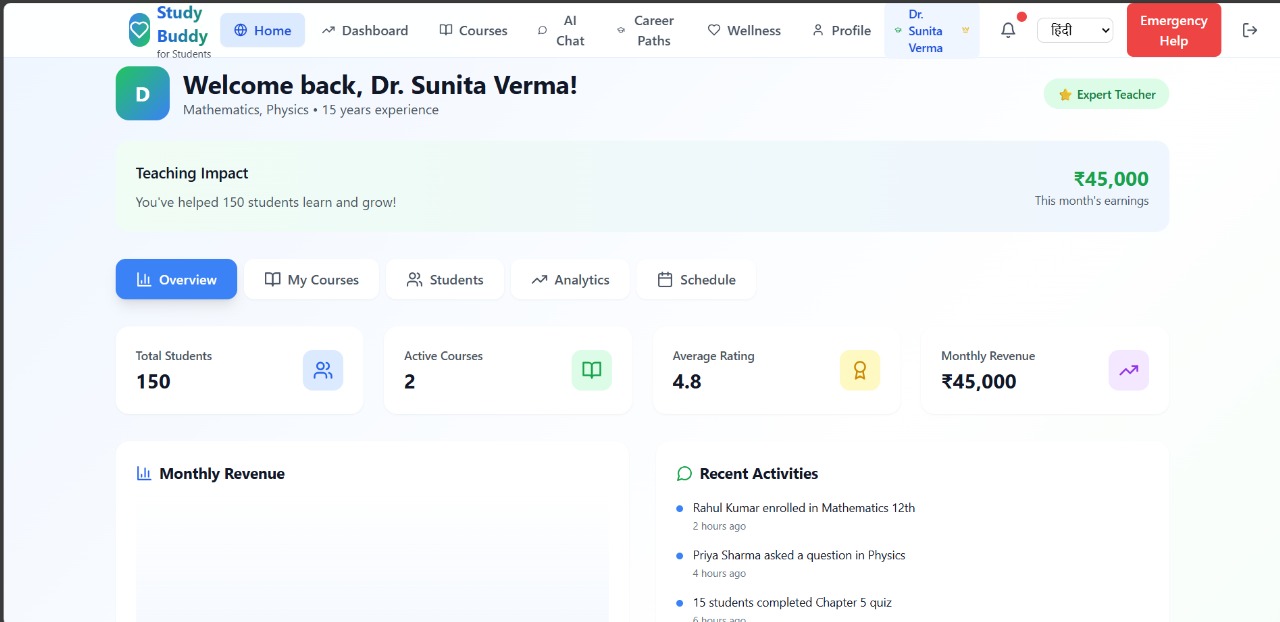 Study
Buddy
for Students
Home
Dashboard
Courses
AI
Chat
Career
Paths
Wellness
Profile
Dr.
Sunita
Verma
हिंदी
Emergency
Help
D
Welcome back, Dr. Sunita Verma!
Mathematics, Physics • 15 years experience
Expert Teacher
Teaching Impact
You've helped 150 students learn and grow!
₹45,000
This month's earnings
Overview
My Courses
Students
Analytics
Schedule
Total Students
150
Active Courses
2
Average Rating
4.8
Monthly Revenue
₹45,000
Monthly Revenue
Recent Activities
Rahul Kumar enrolled in Mathematics 12th
2 hours ago
Priya Sharma asked a question in Physics
4 hours ago
15 students completed Chapter 5 quiz
6 hours ago